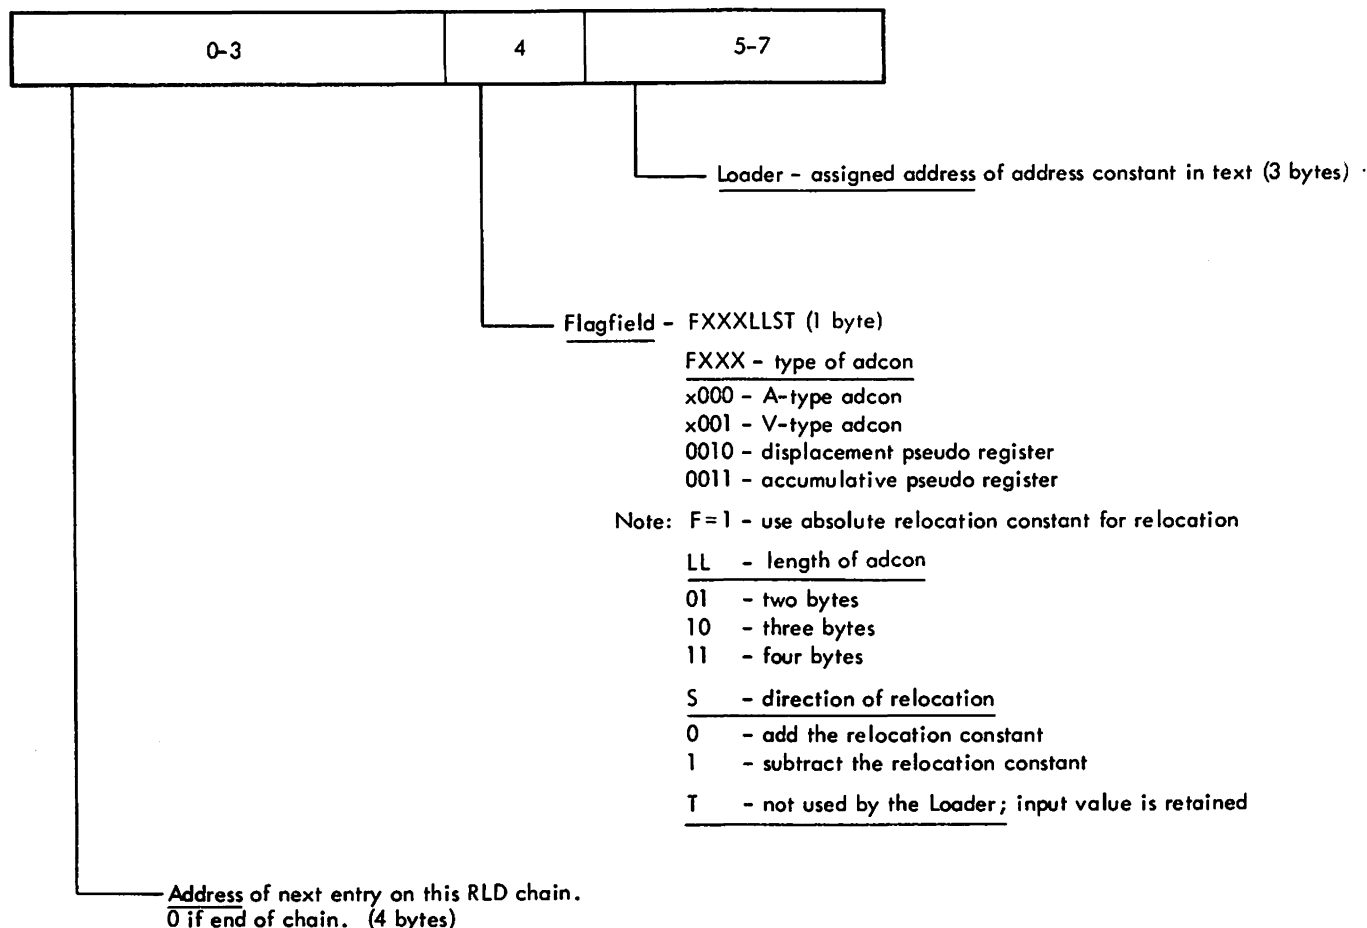 0-3 4 5-7
Loader - assigned address of address constant in text (3 bytes)
Flagfield - FXXXLLST (1 byte)
FXXX - type of adcon
x000 - A-type adcon
x001 - V-type adcon
0010 - displacement pseudo register
0011 - accumulative pseudo register
Note: F=1 - use absolute relocation constant for relocation
LL - length of adcon
01 - two bytes
10 - three bytes
11 - four bytes
S - direction of relocation
0 - add the relocation constant
1 - subtract the relocation constant
T - not used by the Loader; input value is retained
Address of next entry on this RLD chain.
0 if end of chain. (4 bytes)